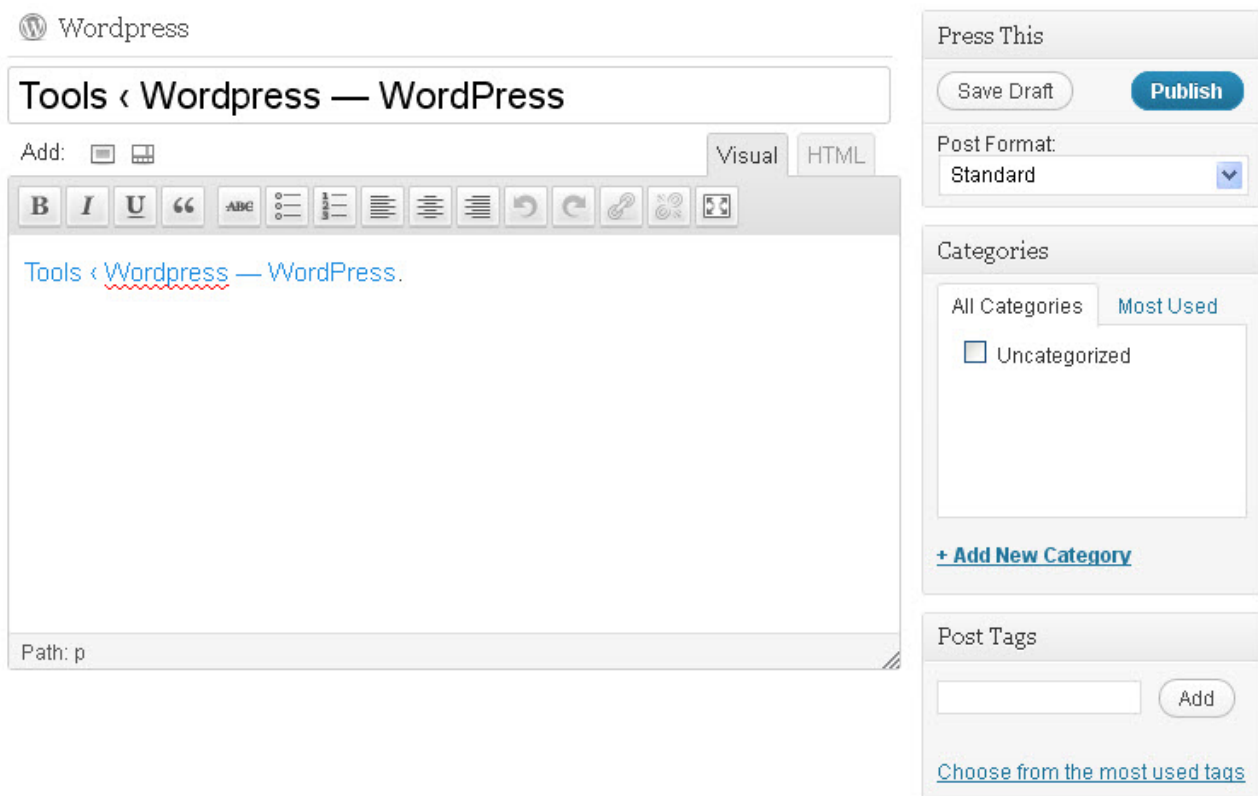 Wordpress
Tools ‹ Wordpress — WordPress
Add:
Visual HTML
B I U “ ABC
Tools ‹ Wordpress — WordPress.
Path: p
Press This
Save Draft Publish
Post Format:
Standard
Categories
All Categories Most Used
Uncategorized
+ Add New Category
Post Tags
Add
Choose from the most used tags